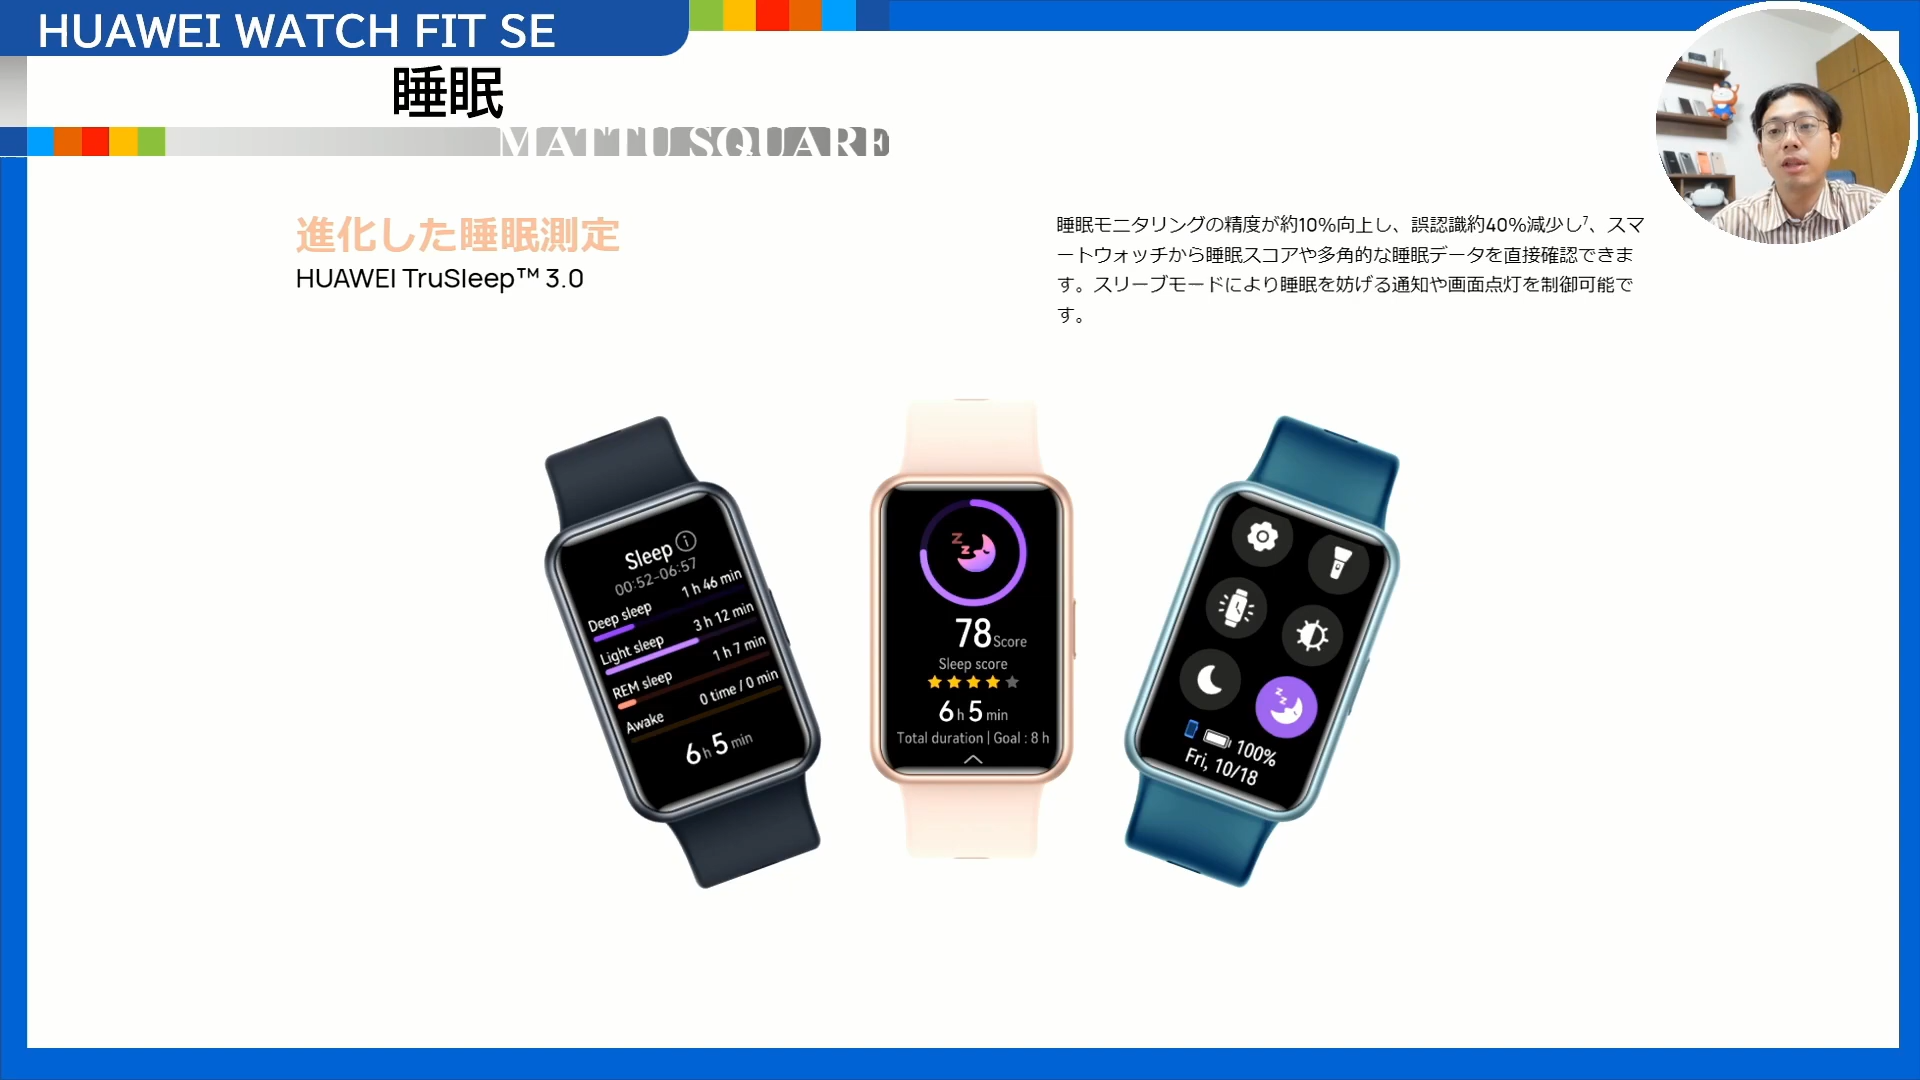 HUAWEI WATCH FIT SE
睡眠
MATTU SQUARE
進化した睡眠測定
HUAWEI TruSleep™ 3.0
睡眠モニタリングの精度が約10%向上し、誤認識約40%減少し⁷、スマ
ートウォッチから睡眠スコアや多角的な睡眠データを直接確認できま
す。スリープモードにより睡眠を妨げる通知や画面点灯を制御可能で
す。
Sleep
00:52-06:57
Deep sleep 1 h 46 min
Light sleep 3 h 12 min
REM sleep 1 h 7 min
Awake 0 time / 0 min
6 h 5 min
78 Score
Sleep score
6 h 5 min
Total duration | Goal : 8 h
100%
Fri, 10/18